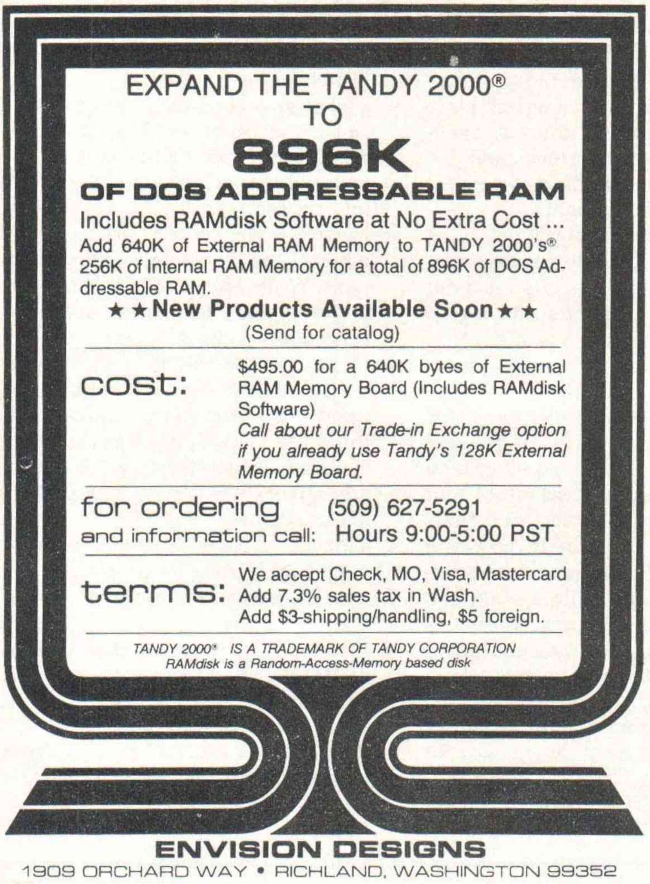 EXPAND THE TANDY 2000®
TO
896K
OF DOS ADDRESSABLE RAM
Includes RAMdisk Software at No Extra Cost ...
Add 640K of External RAM Memory to TANDY 2000's®
256K of Internal RAM Memory for a total of 896K of DOS Ad-
dressable RAM.
★ ★ New Products Available Soon ★ ★
(Send for catalog)
cost:
$495.00 for a 640K bytes of External
RAM Memory Board (Includes RAMdisk
Software)
Call about our Trade-in Exchange option
if you already use Tandy's 128K External
Memory Board.
for ordering (509) 627-5291
and information call: Hours 9:00-5:00 PST
terms:
We accept Check, MO, Visa, Mastercard
Add 7.3% sales tax in Wash.
Add $3-shipping/handling, $5 foreign.
TANDY 2000® IS A TRADEMARK OF TANDY CORPORATION
RAMdisk is a Random-Access-Memory based disk
ENVISION DESIGNS
1909 ORCHARD WAY • RICHLAND, WASHINGTON 99352